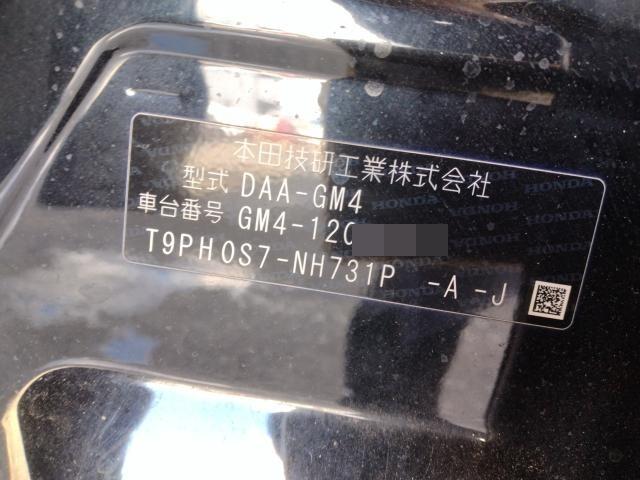 本田技研工業株式会社
型式 DAA-GM4
車台番号 GM4-120
T9PH0S7-NH731P -A -J